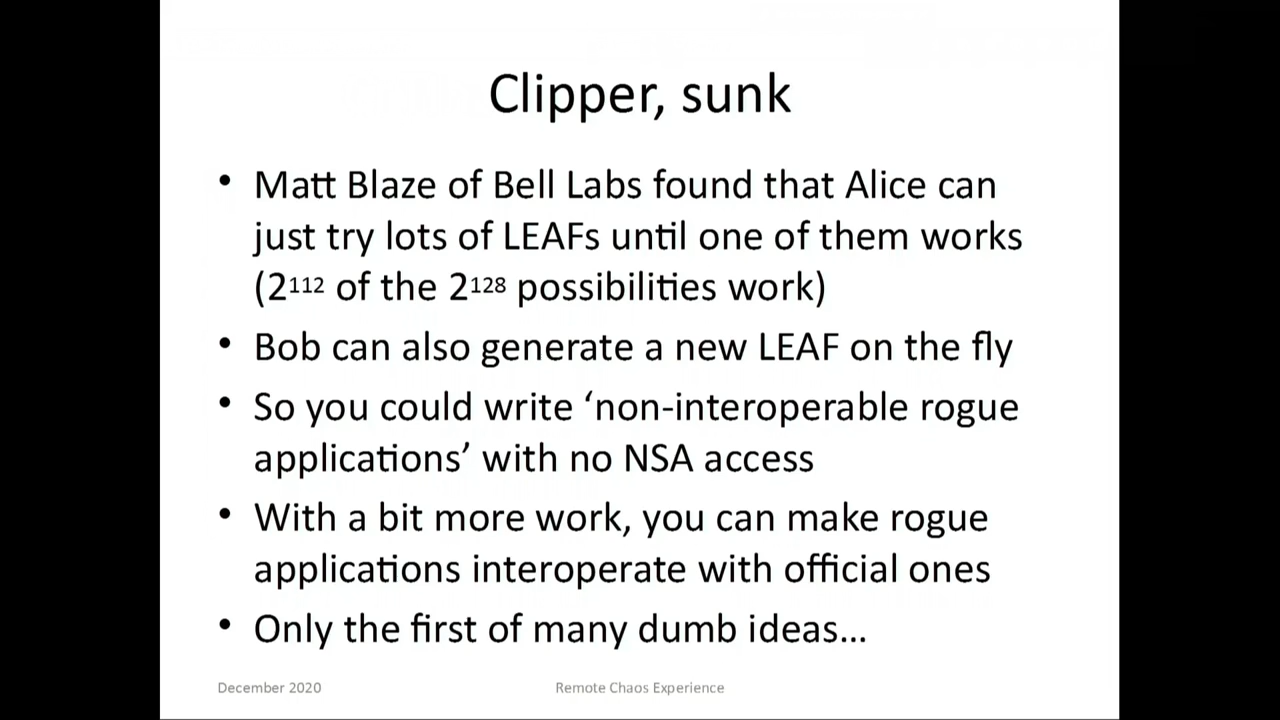 Clipper, sunk
• Matt Blaze of Bell Labs found that Alice can
just try lots of LEAFs until one of them works
(2¹¹² of the 2¹²⁸ possibilities work)
• Bob can also generate a new LEAF on the fly
• So you could write ‘non-interoperable rogue
applications’ with no NSA access
• With a bit more work, you can make rogue
applications interoperate with official ones
• Only the first of many dumb ideas…
December 2020
Remote Chaos Experience